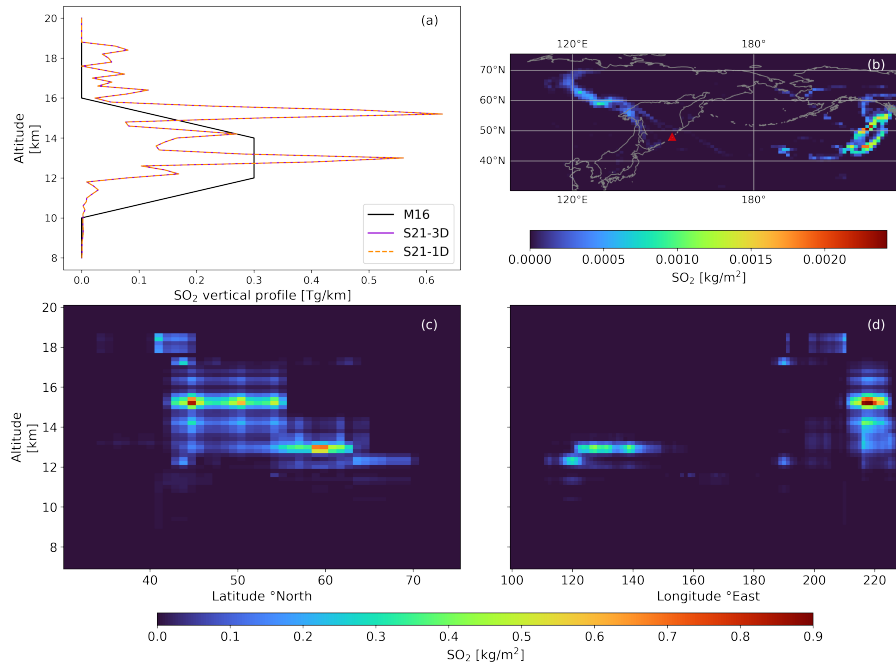 (a)
20
18
16
14
12
10
8
Altitude
[km]
0.0 0.1 0.2 0.3 0.4 0.5 0.6
SO₂ vertical profile [Tg/km]
M16
S21-3D
S21-1D
120°E 180°
(b)
70°N
60°N
50°N
40°N
120°E 180°
0.0000 0.0005 0.0010 0.0015 0.0020
SO₂ [kg/m²]
(c)
20
18
16
14
12
10
8
Altitude
[km]
40 50 60 70
Latitude °North
(d)
100 120 140 160 180 200 220
Longitude °East
0.0 0.1 0.2 0.3 0.4 0.5 0.6 0.7 0.8 0.9
SO₂ [kg/m²]